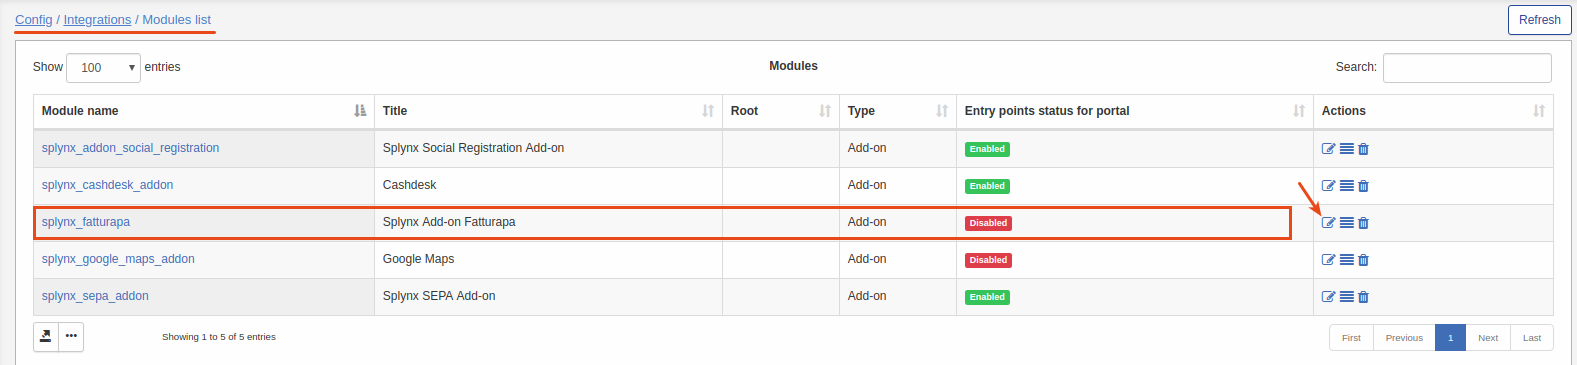 Config / Integrations / Modules list
Refresh
Show 100 entries
Modules
Search:
Module name Title Root Type Entry points status for portal Actions
splynx_addon_social_registration Splynx Social Registration Add-on Add-on Enabled
splynx_cashdesk_addon Cashdesk Add-on Enabled
splynx_fatturapa Splynx Add-on Fatturapa Add-on Disabled
splynx_google_maps_addon Google Maps Add-on Disabled
splynx_sepa_addon Splynx SEPA Add-on Add-on Enabled
Showing 1 to 5 of 5 entries
First Previous 1 Next Last